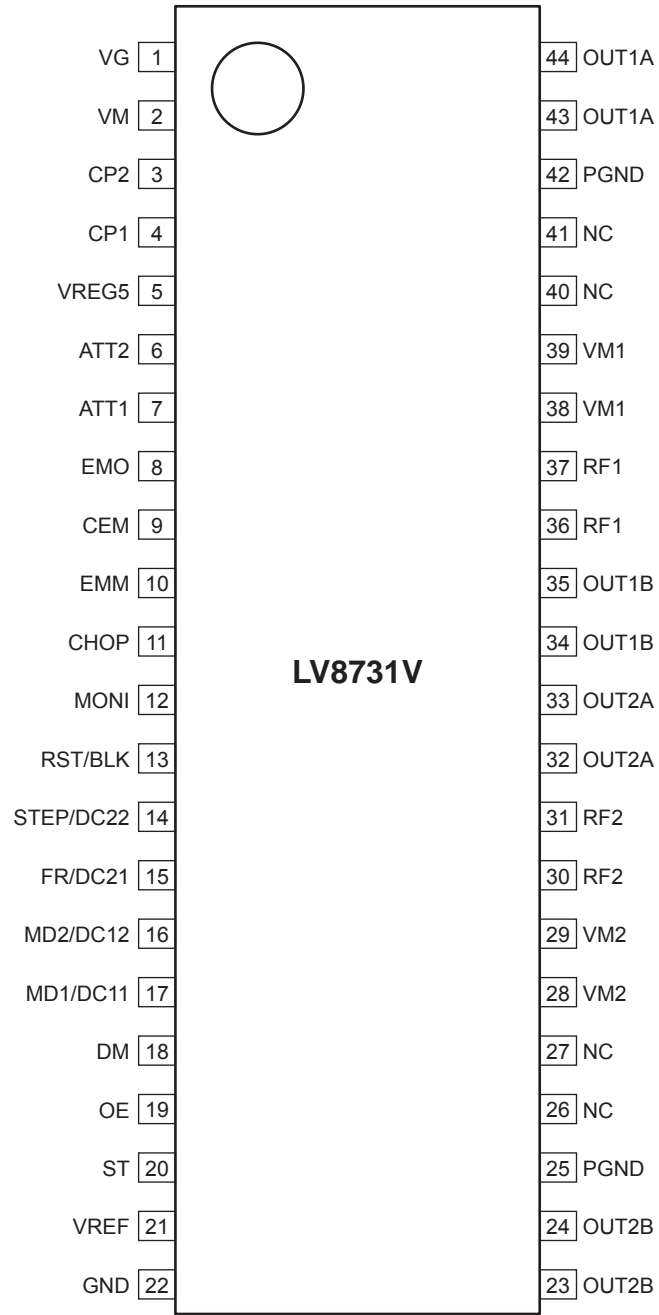 VG 1 44 OUT1A
VM 2 43 OUT1A
CP2 3 42 PGND
CP1 4 41 NC
VREG5 5 40 NC
ATT2 6 39 VM1
ATT1 7 38 VM1
EMO 8 37 RF1
CEM 9 36 RF1
EMM 10 35 OUT1B
CHOP 11 34 OUT1B
LV8731V
MONI 12 33 OUT2A
RST/BLK 13 32 OUT2A
STEP/DC22 14 31 RF2
FR/DC21 15 30 RF2
MD2/DC12 16 29 VM2
MD1/DC11 17 28 VM2
DM 18 27 NC
OE 19 26 NC
ST 20 25 PGND
VREF 21 24 OUT2B
GND 22 23 OUT2B